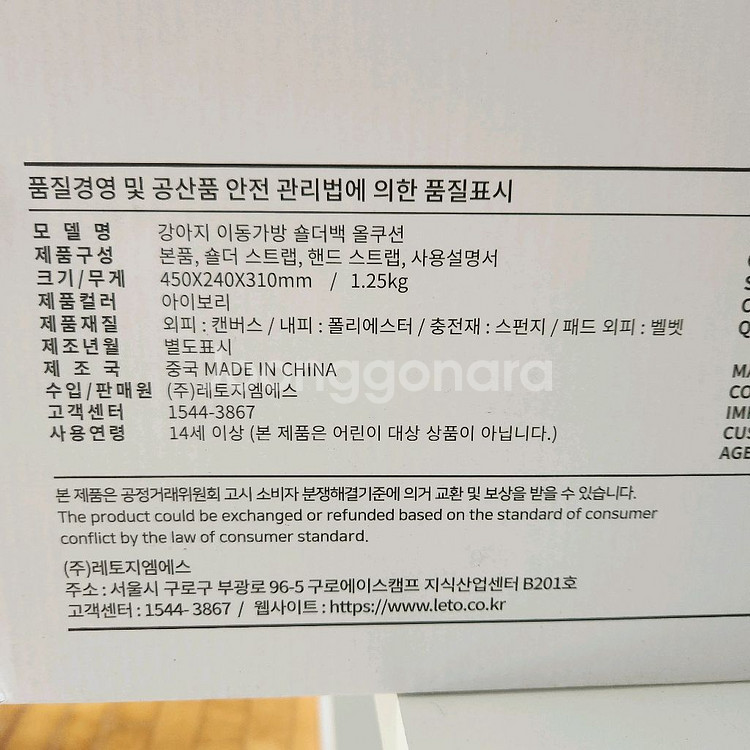 품질경영 및 공산품 안전 관리법에 의한 품질표시
모 델 명 강아지 이동가방 숄더백 올쿠션
제품구성 본품, 숄더 스트랩, 핸드 스트랩, 사용설명서
크기/무게 450X240X310mm / 1.25kg
제품컬러 아이보리
제품재질 외피 : 캔버스 / 내피 : 폴리에스터 / 충전재 : 스펀지 / 패드 외피 : 벨벳
제조년월 별도표시
제 조 국 중국 MADE IN CHINA
수입/판매원 (주)레토지엠에스
고객센터 1544-3867
사용연령 14세 이상 (본 제품은 어린이 대상 상품이 아닙니다.)
본 제품은 공정거래위원회 고시 소비자 분쟁해결기준에 의거 교환 및 보상을 받을 수 있습니다.
The product could be exchanged or refunded based on the standard of consumer
conflict by the law of consumer standard.
(주)레토지엠에스
주소 : 서울시 구로구 부광로 96-5 구로에이스캠프 지식산업센터 B201호
고객센터 : 1544- 3867 / 웹사이트 : https://www.leto.co.kr